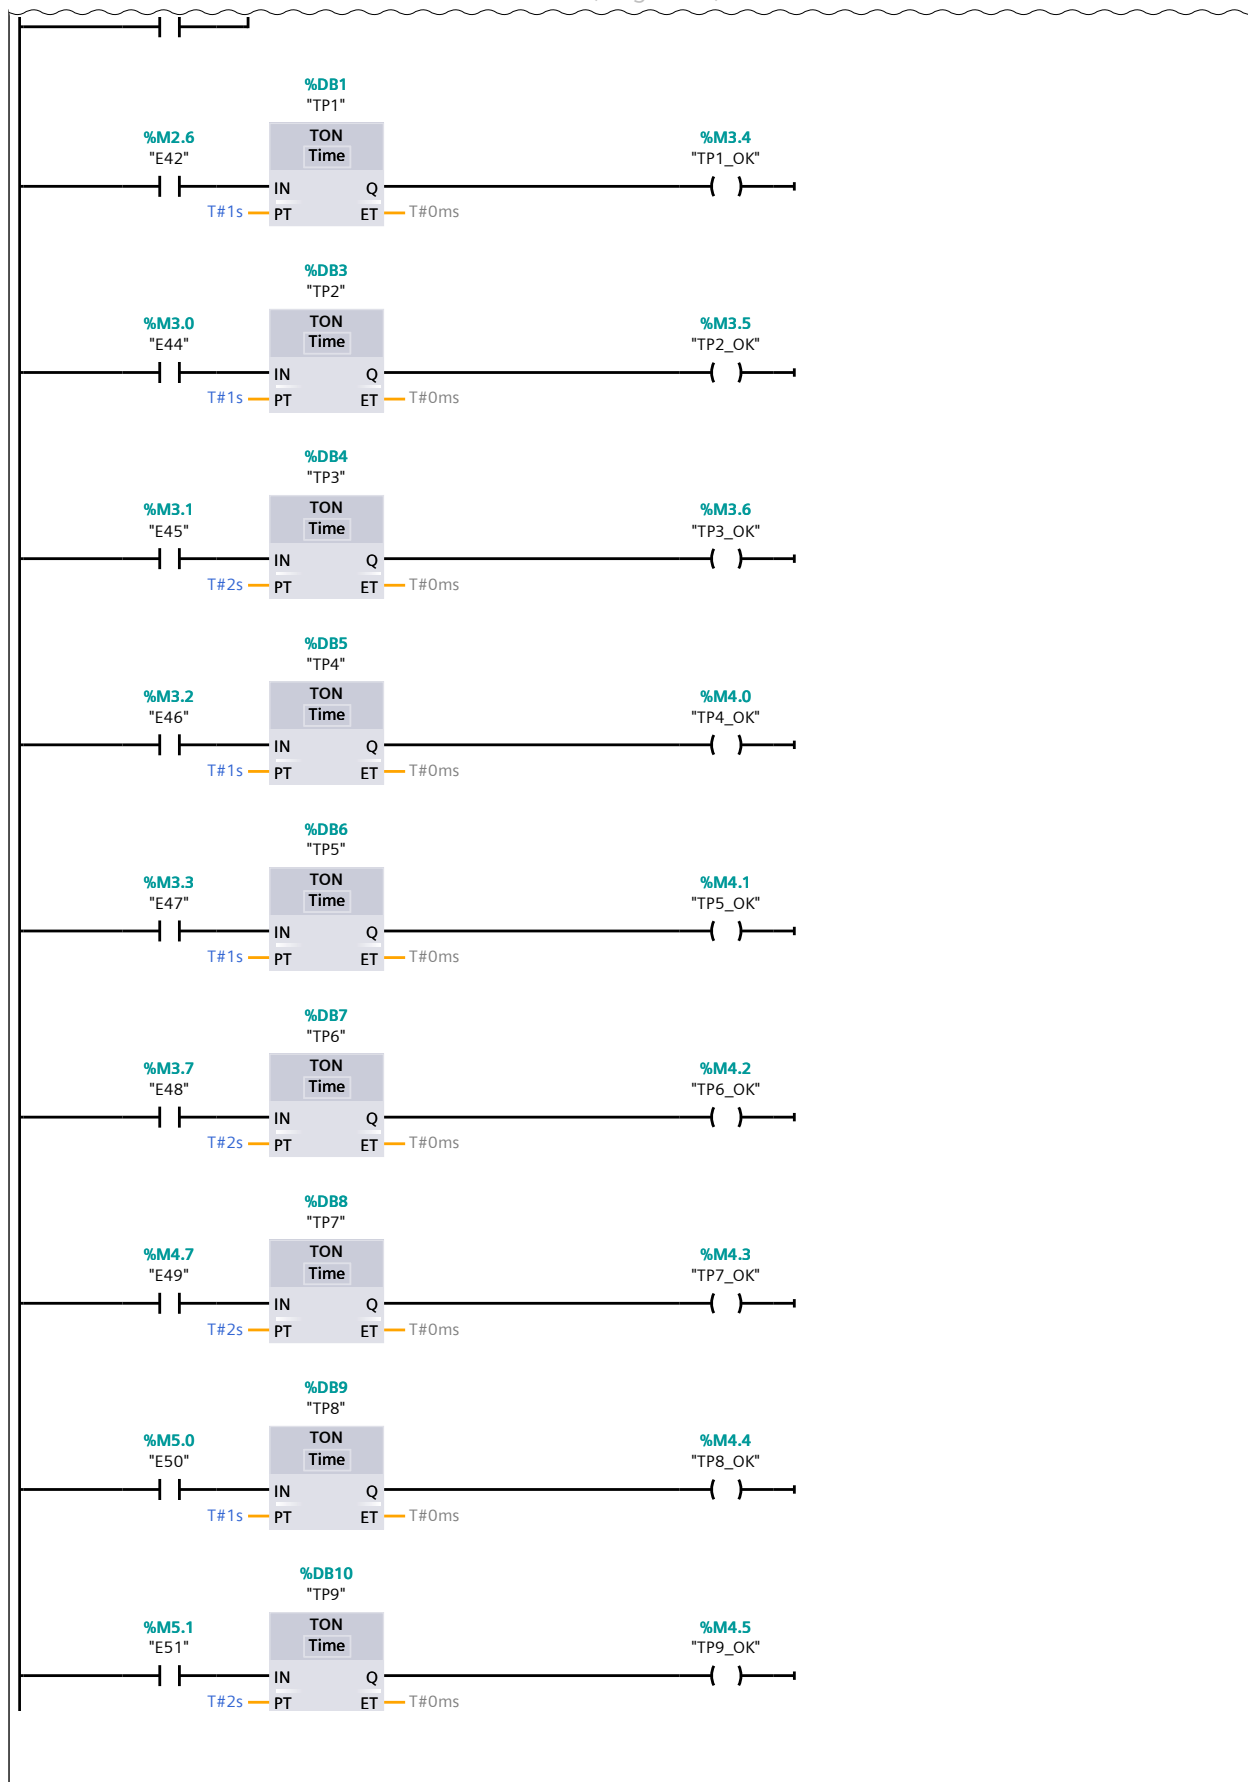 %DB1
"TP1"
%M2.6
"E42"
TON
Time
%M3.4
"TP1_OK"
IN Q
T#1s PT ET T#0ms
%DB3
"TP2"
%M3.0
"E44"
TON
Time
%M3.5
"TP2_OK"
IN Q
T#1s PT ET T#0ms
%DB4
"TP3"
%M3.1
"E45"
TON
Time
%M3.6
"TP3_OK"
IN Q
T#2s PT ET T#0ms
%DB5
"TP4"
%M3.2
"E46"
TON
Time
%M4.0
"TP4_OK"
IN Q
T#1s PT ET T#0ms
%DB6
"TP5"
%M3.3
"E47"
TON
Time
%M4.1
"TP5_OK"
IN Q
T#1s PT ET T#0ms
%DB7
"TP6"
%M3.7
"E48"
TON
Time
%M4.2
"TP6_OK"
IN Q
T#2s PT ET T#0ms
%DB8
"TP7"
%M4.7
"E49"
TON
Time
%M4.3
"TP7_OK"
IN Q
T#2s PT ET T#0ms
%DB9
"TP8"
%M5.0
"E50"
TON
Time
%M4.4
"TP8_OK"
IN Q
T#1s PT ET T#0ms
%DB10
"TP9"
%M5.1
"E51"
TON
Time
%M4.5
"TP9_OK"
IN Q
T#2s PT ET T#0ms